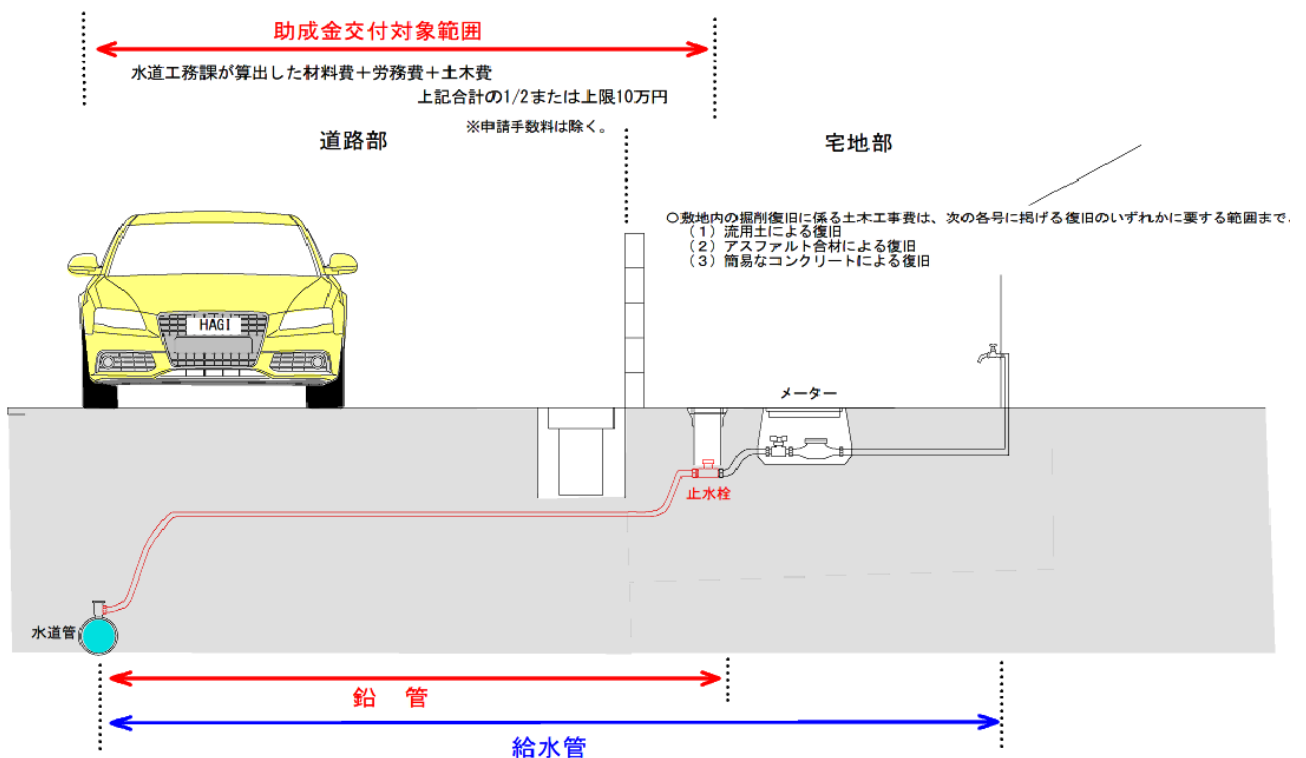 助成金交付対象範囲
水道工務課が算出した材料費＋労務費＋土木費
上記合計の1/2または上限10万円
※申請手数料は除く。
道路部
宅地部
○敷地内の掘削復旧に係る土木工事費は、次の各号に掲げる復旧のいずれかに要する範囲まで。
（１）流用土による復旧
（２）アスファルト合材による復旧
（３）簡易なコンクリートによる復旧
HAGI
メーター
止水栓
水道管
鉛　管
給水管